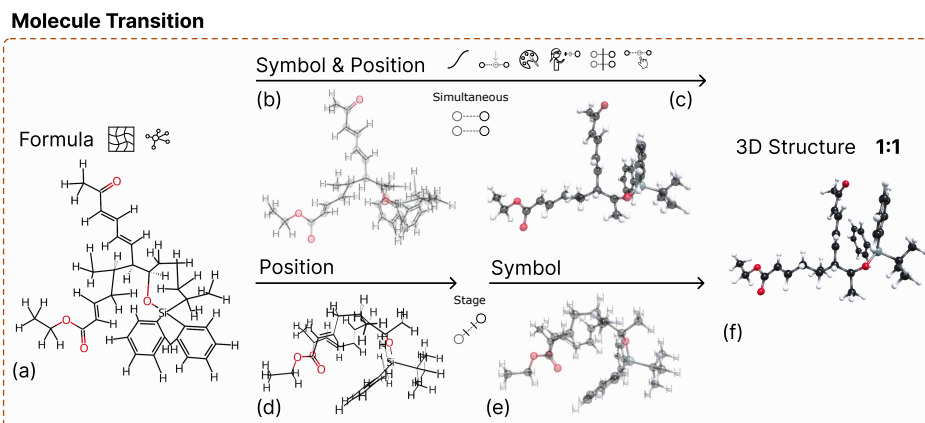 Molecule Transition
Symbol & Position
(b)
Simultaneous
(c)
Formula
3D Structure 1:1
Position
Symbol
Stage
(a)
(d)
(e)
(f)